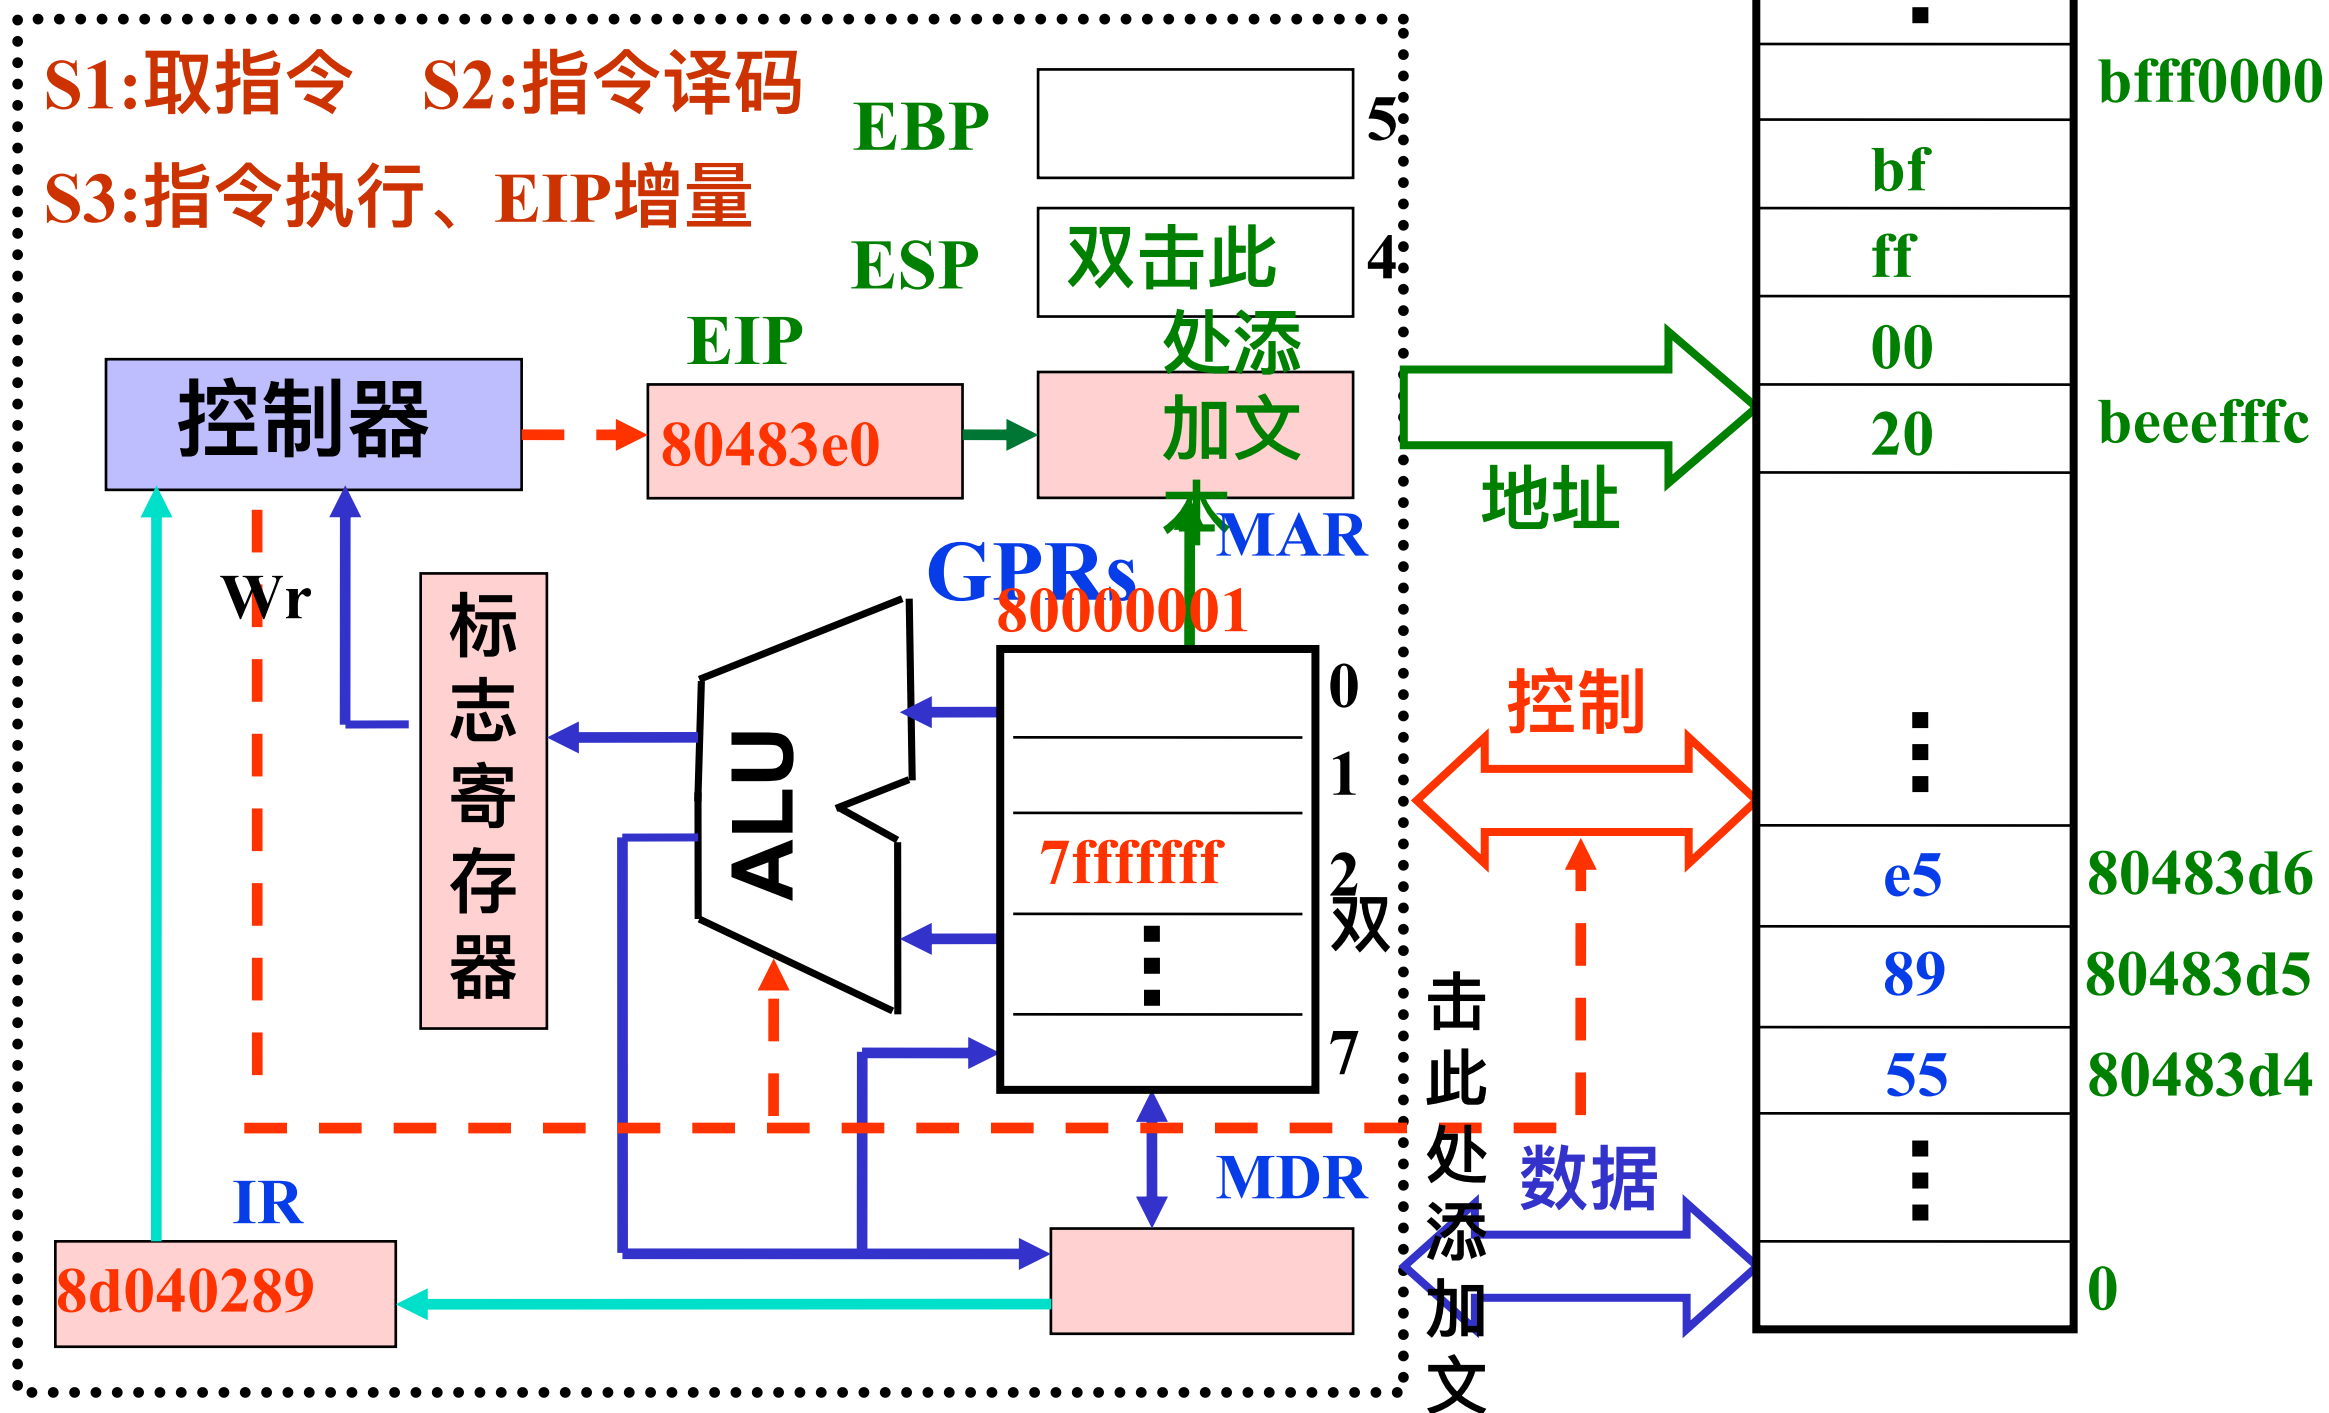 S1:取指令 S2:指令译码
S3:指令执行、EIP增量
EBP
5
ESP
双击此
处添
加文
本
4
EIP
控制器
80483e0
MAR
GPRs
80000001
Wr
标志寄存器
ALU
0
1
7fffffff
2
7
双
击
此
处
添
加
文
MDR
IR
8d040289
地址
控制
数据
bfff0000
bf
ff
00
20
beeefffc
e5
80483d6
89
80483d5
55
80483d4
0